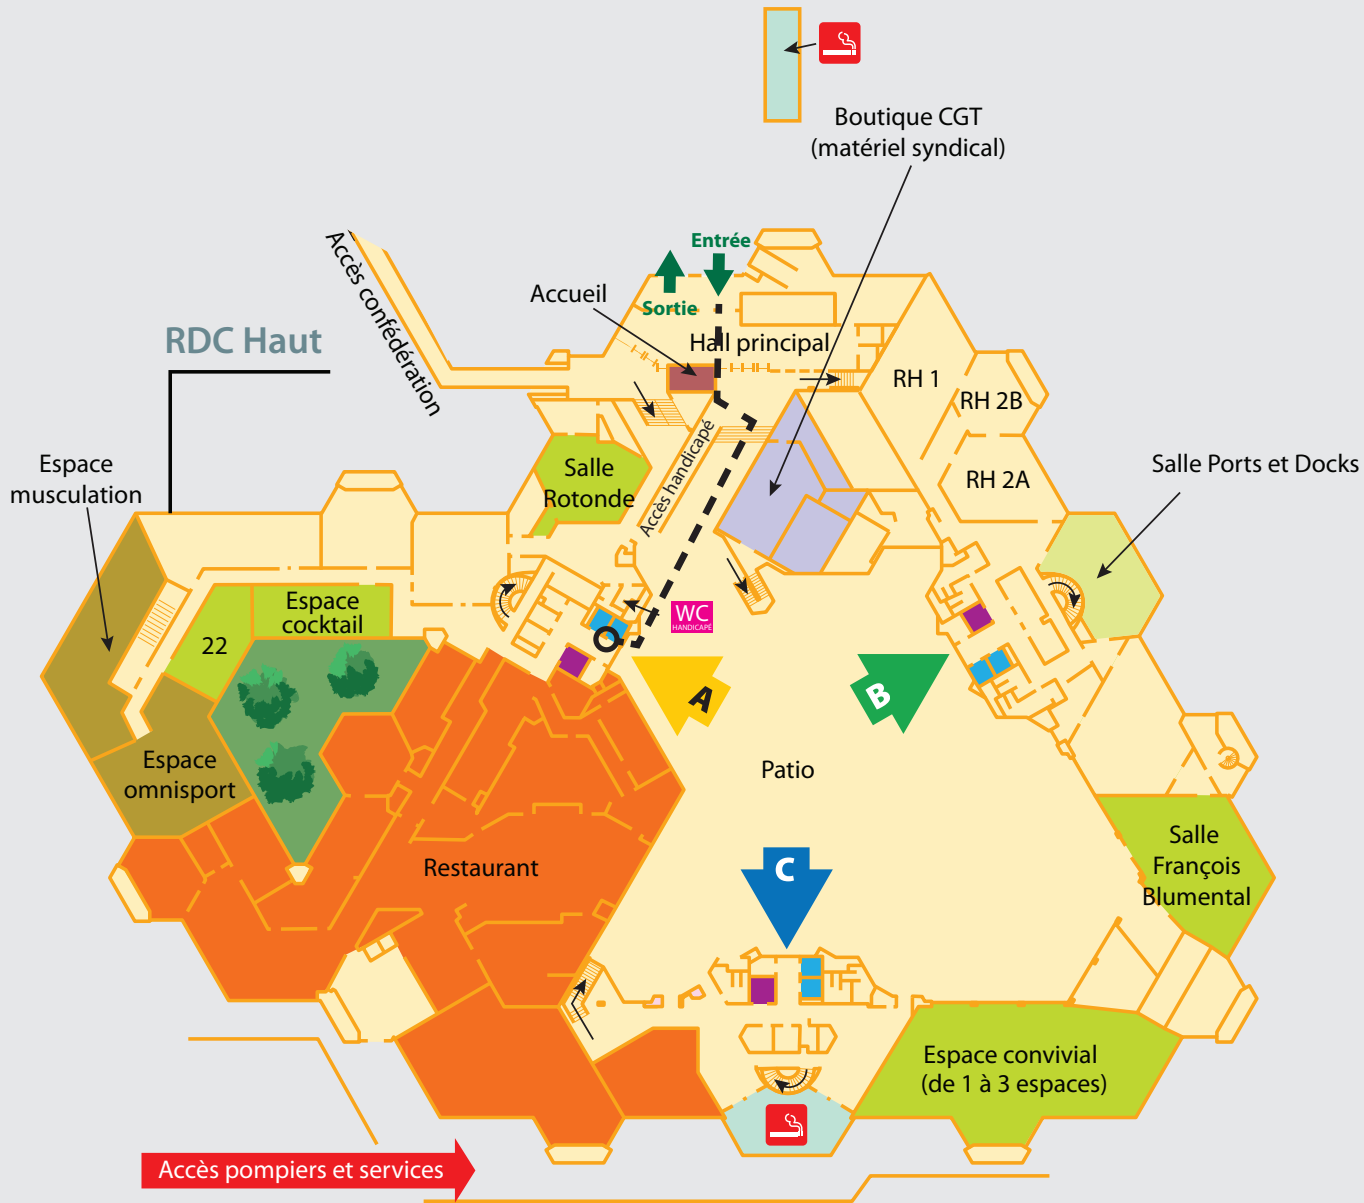 Boutique CGT
(matériel syndical)
Entrée
Sortie
Accueil
Accès confédération
Hall principal
RDC Haut
RH 1
RH 2B
RH 2A
Accès handicapé
Salle
Rotonde
Salle Ports et Docks
Espace
musculation
Espace
cocktail
22
WC
HANDICAPÉ
A
B
Espace
omnisport
Patio
Restaurant
C
Salle
François
Blumental
Espace convivial
(de 1 à 3 espaces)
Accès pompiers et services